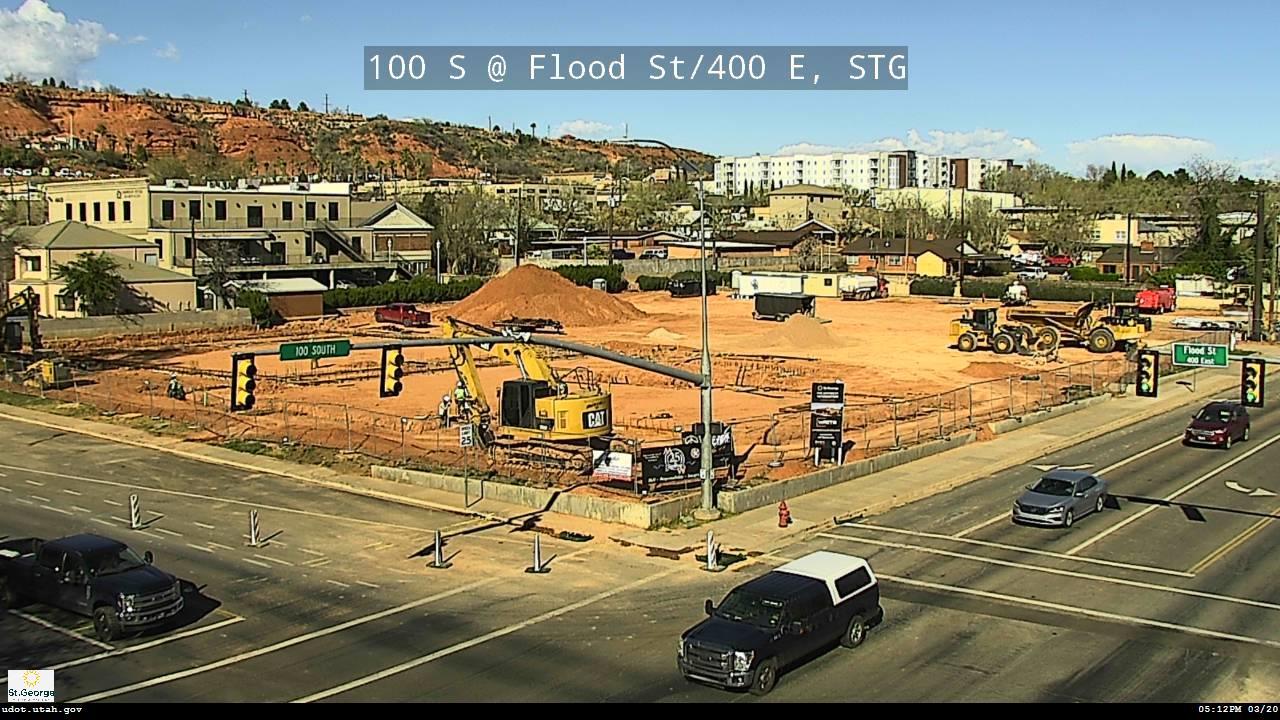 100 S @ Flood St/400 E, STG
100 SOUTH
Flood St
400 East
CAT
25
25
St.George
udot.utah.gov
05:12PM 03/20